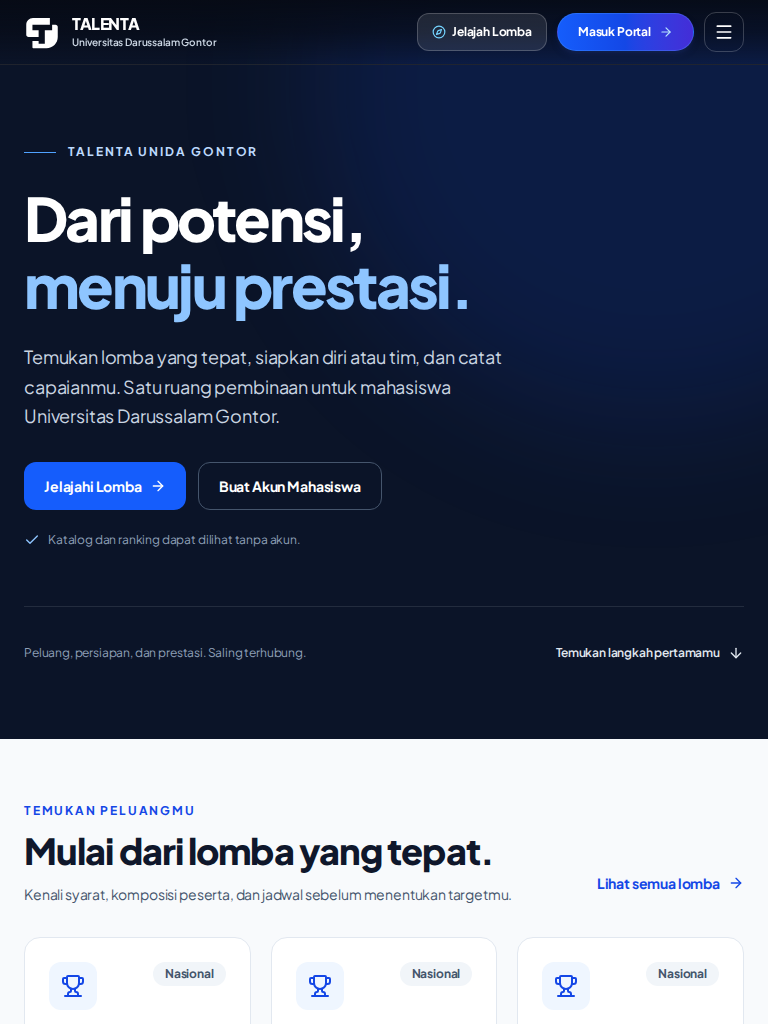 TALENTA
Universitas Darussalam Gontor
Jelajah Lomba
Masuk Portal
TALENTA UNIDA GONTOR
Dari potensi,
menuju prestasi.
Temukan lomba yang tepat, siapkan diri atau tim, dan catat
capaianmu. Satu ruang pembinaan untuk mahasiswa
Universitas Darussalam Gontor.
Jelajahi Lomba
Buat Akun Mahasiswa
Katalog dan ranking dapat dilihat tanpa akun.
Peluang, persiapan, dan prestasi. Saling terhubung.
Temukan langkah pertamamu
TEMUKAN PELUANGMU
Mulai dari lomba yang tepat.
Kenali syarat, komposisi peserta, dan jadwal sebelum menentukan targetmu.
Lihat semua lomba
Nasional
Nasional
Nasional